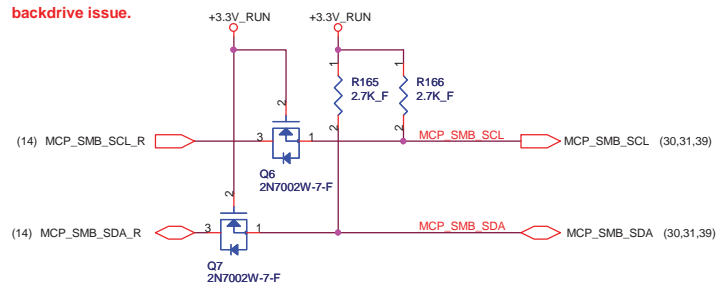 backdrive issue.
+3.3V_RUN
+3.3V_RUN
1
1
R165
2.7K_F
R166
2.7K_F
2
2
2
(14) MCP_SMB_SCL_R
3
1
MCP_SMB_SCL
MCP_SMB_SCL (30,31,39)
Q6
2N7002W-7-F
2
(14) MCP_SMB_SDA_R
3
1
MCP_SMB_SDA
MCP_SMB_SDA (30,31,39)
Q7
2N7002W-7-F